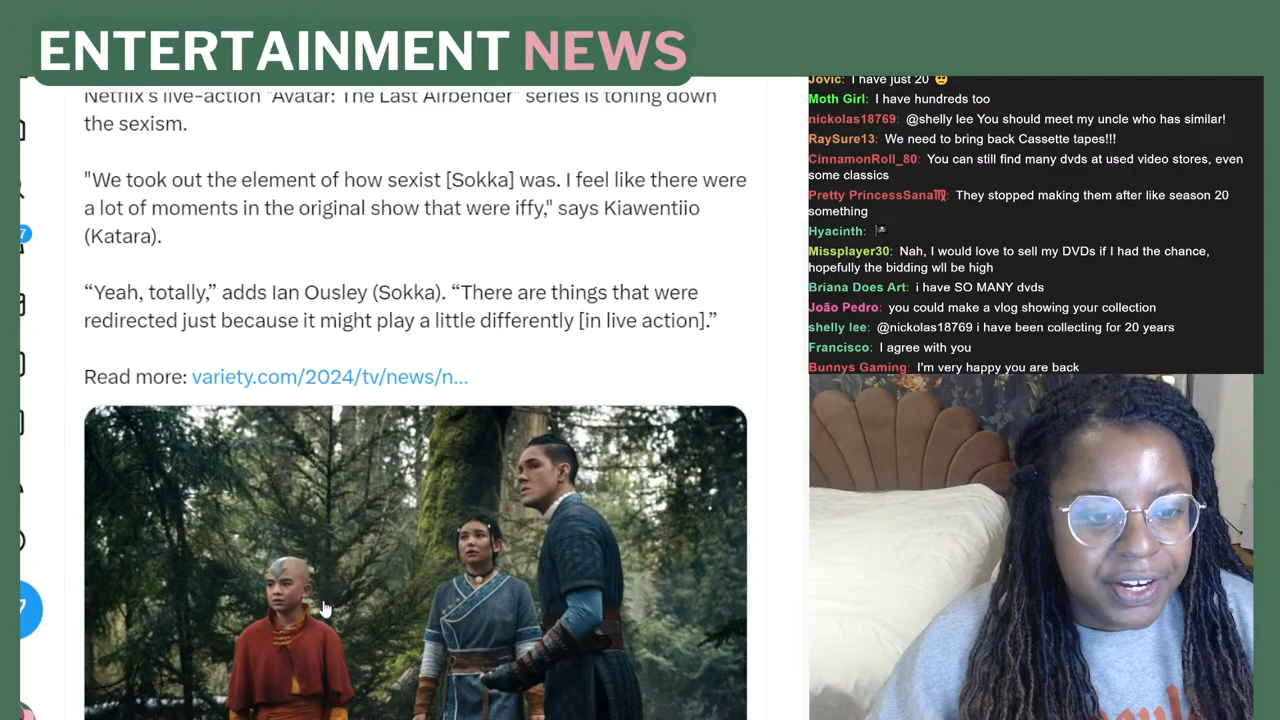 ENTERTAINMENT NEWS
Netflix's live-action "Avatar: The Last Airbender" series is toning down
the sexism.
"We took out the element of how sexist [Sokka] was. I feel like there were
a lot of moments in the original show that were iffy," says Kiawentiio
(Katara).
“Yeah, totally,” adds Ian Ousley (Sokka). “There are things that were
redirected just because it might play a little differently [in live action].”
Read more: variety.com/2024/tv/news/n...
7
Jovic: I have just 20 😕
Moth Girl: I have hundreds too
nickolas18769: @shelly lee You should meet my uncle who has similar!
RaySure13: We need to bring back Cassette tapes!!!
CinnamonRoll_80: You can still find many dvds at used video stores, even
some classics
Pretty PrincessSana♍: They stopped making them after like season 20
something
Hyacinth: 🏴‍☠️
Missplayer30: Nah, I would love to sell my DVDs if I had the chance,
hopefully the bidding wll be high
Briana Does Art: i have SO MANY dvds
João Pedro: you could make a vlog showing your collection
shelly lee: @nickolas18769 i have been collecting for 20 years
Francisco: I agree with you
Bunnys Gaming: I'm very happy you are back